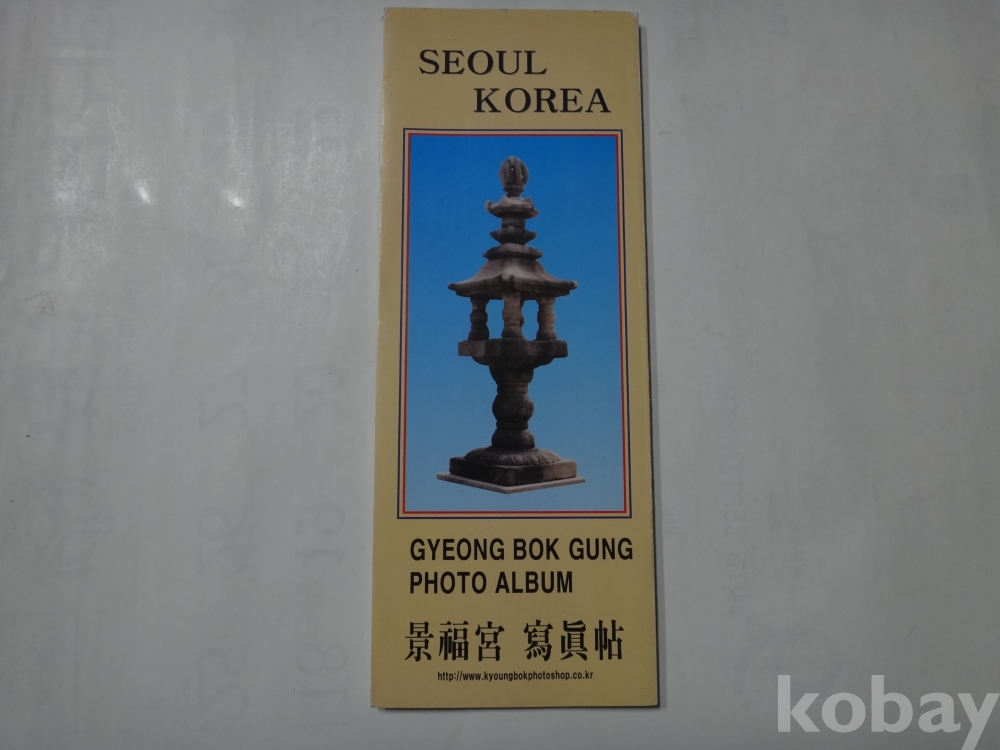 SEOUL
KOREA
GYEONG BOK GUNG
PHOTO ALBUM
景福宮 寫眞帖
http://www.kyoungbokphotoshop.co.kr
kobay